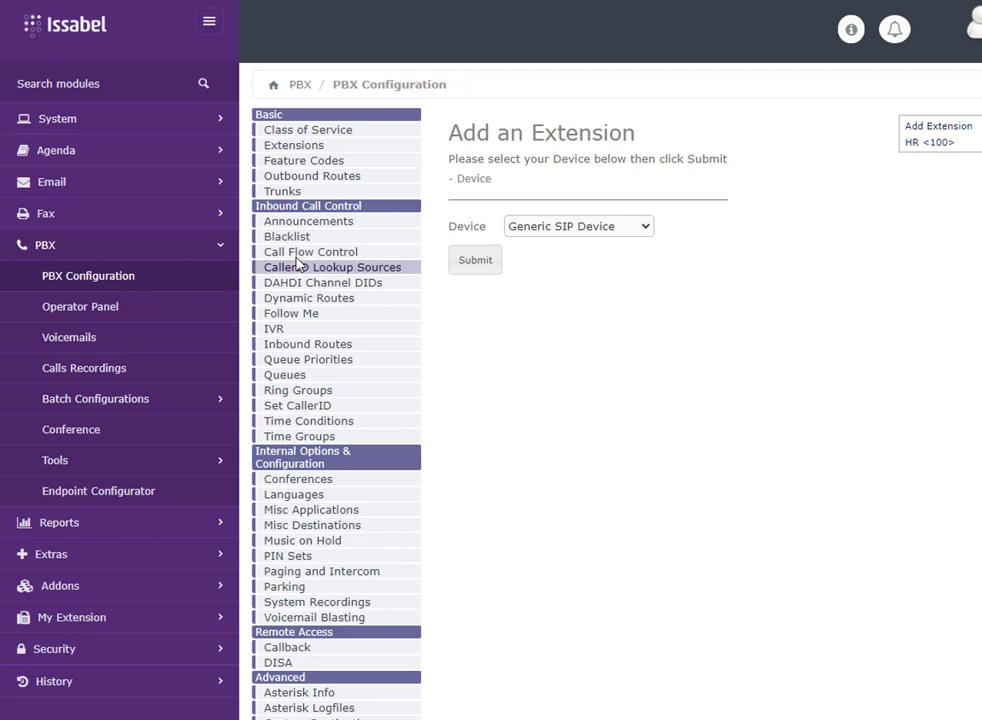 Issabel
Search modules
System
Agenda
Email
Fax
PBX
PBX Configuration
Operator Panel
Voicemails
Calls Recordings
Batch Configurations
Conference
Tools
Endpoint Configurator
Reports
Extras
Addons
My Extension
Security
History
PBX / PBX Configuration
Basic
Class of Service
Extensions
Feature Codes
Outbound Routes
Trunks
Inbound Call Control
Announcements
Blacklist
Call Flow Control
CallerID Lookup Sources
DAHDI Channel DIDs
Dynamic Routes
Follow Me
IVR
Inbound Routes
Queue Priorities
Queues
Ring Groups
Set CallerID
Time Conditions
Time Groups
Internal Options &
Configuration
Conferences
Languages
Misc Applications
Misc Destinations
Music on Hold
PIN Sets
Paging and Intercom
Parking
System Recordings
Voicemail Blasting
Remote Access
Callback
DISA
Advanced
Asterisk Info
Asterisk Logfiles
Add an Extension
Please select your Device below then click Submit
- Device
Device Generic SIP Device
Submit
Add Extension
HR <100>